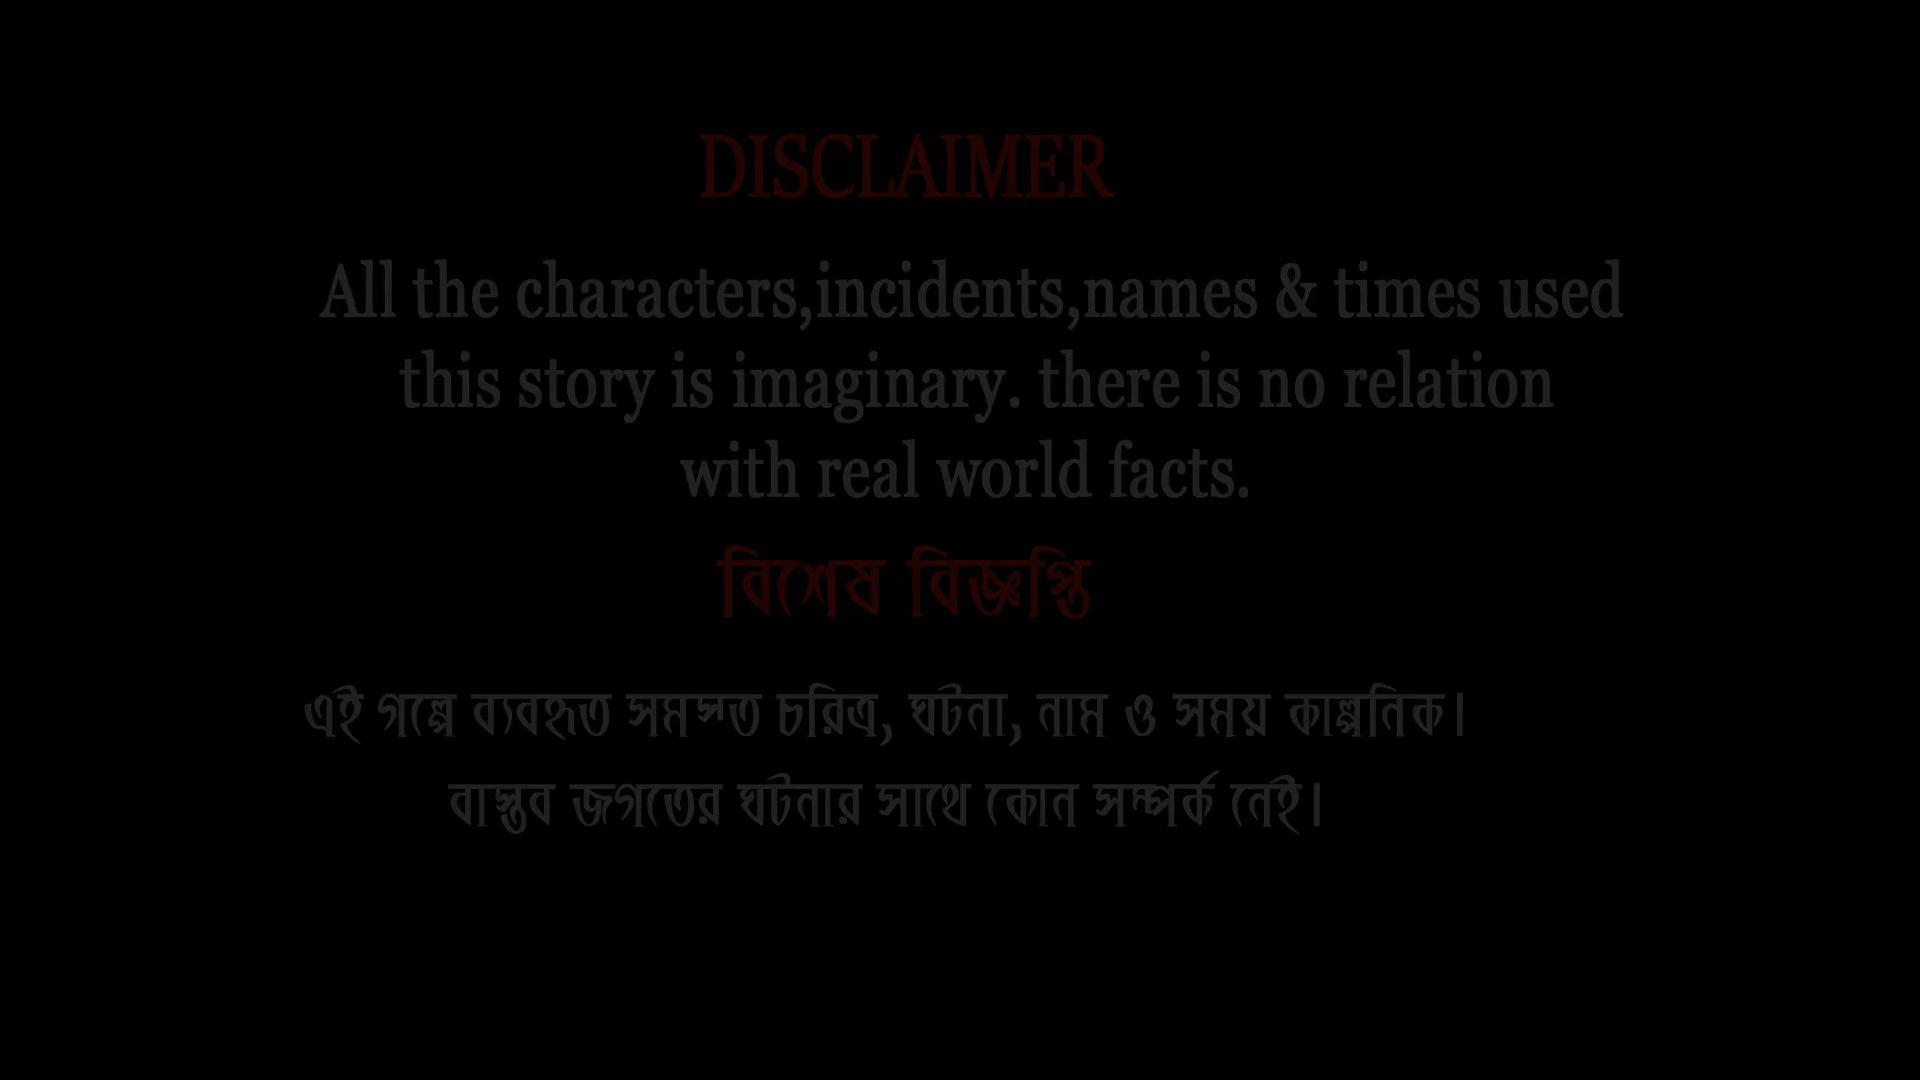 DISCLAIMER
All the characters,incidents,names & times used
this story is imaginary. there is no relation
with real world facts.
বিশেষ বিজ্ঞপ্তি
এই গল্পে ব্যবহৃত সমস্ত চরিত্র, ঘটনা, নাম ও সময় কাল্পনিক।
বাস্তব জগতের ঘটনার সাথে কোন সম্পর্ক নেই।